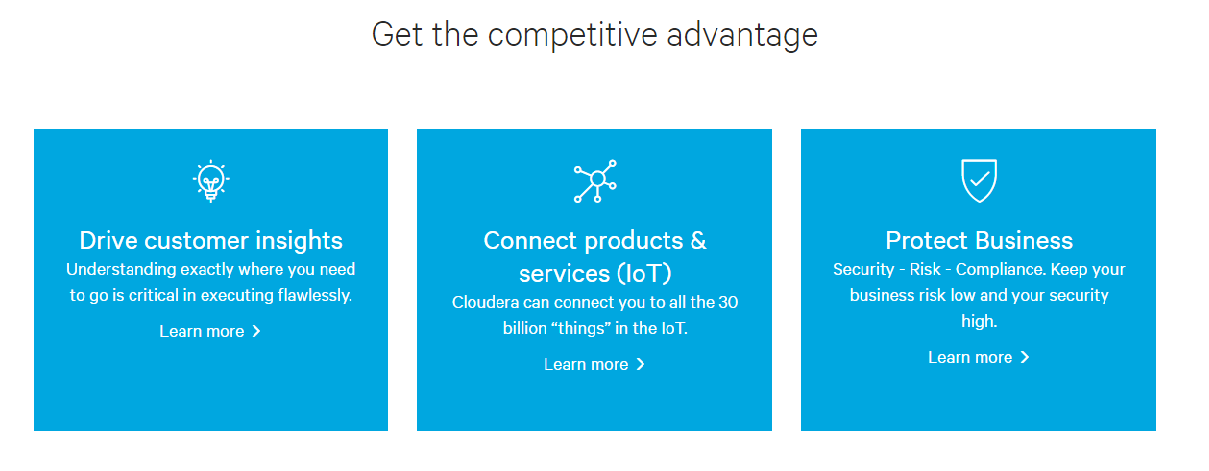 Get the competitive advantage
Drive customer insights
Understanding exactly where you need
to go is critical in executing flawlessly.
Learn more
Connect products &
services (IoT)
Cloudera can connect you to all the 30
billion “things” in the IoT.
Learn more
Protect Business
Security - Risk - Compliance. Keep your
business risk low and your security
high.
Learn more